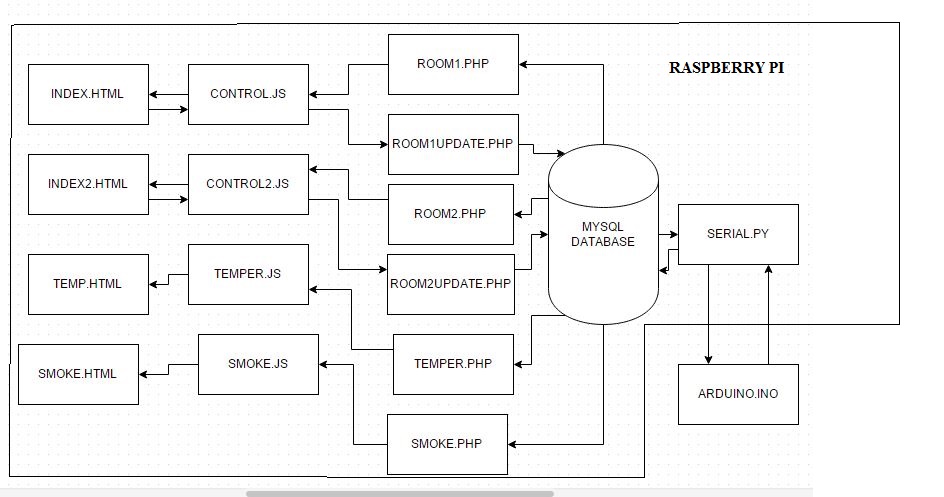 ROOM1.PHP
RASPBERRY PI
INDEX.HTML
CONTROL.JS
ROOM1UPDATE.PHP
INDEX2.HTML
CONTROL2.JS
ROOM2.PHP
MYSQL
DATABASE
SERIAL.PY
TEMP.HTML
TEMPER.JS
ROOM2UPDATE.PHP
SMOKE.HTML
SMOKE.JS
TEMPER.PHP
ARDUINO.INO
SMOKE.PHP